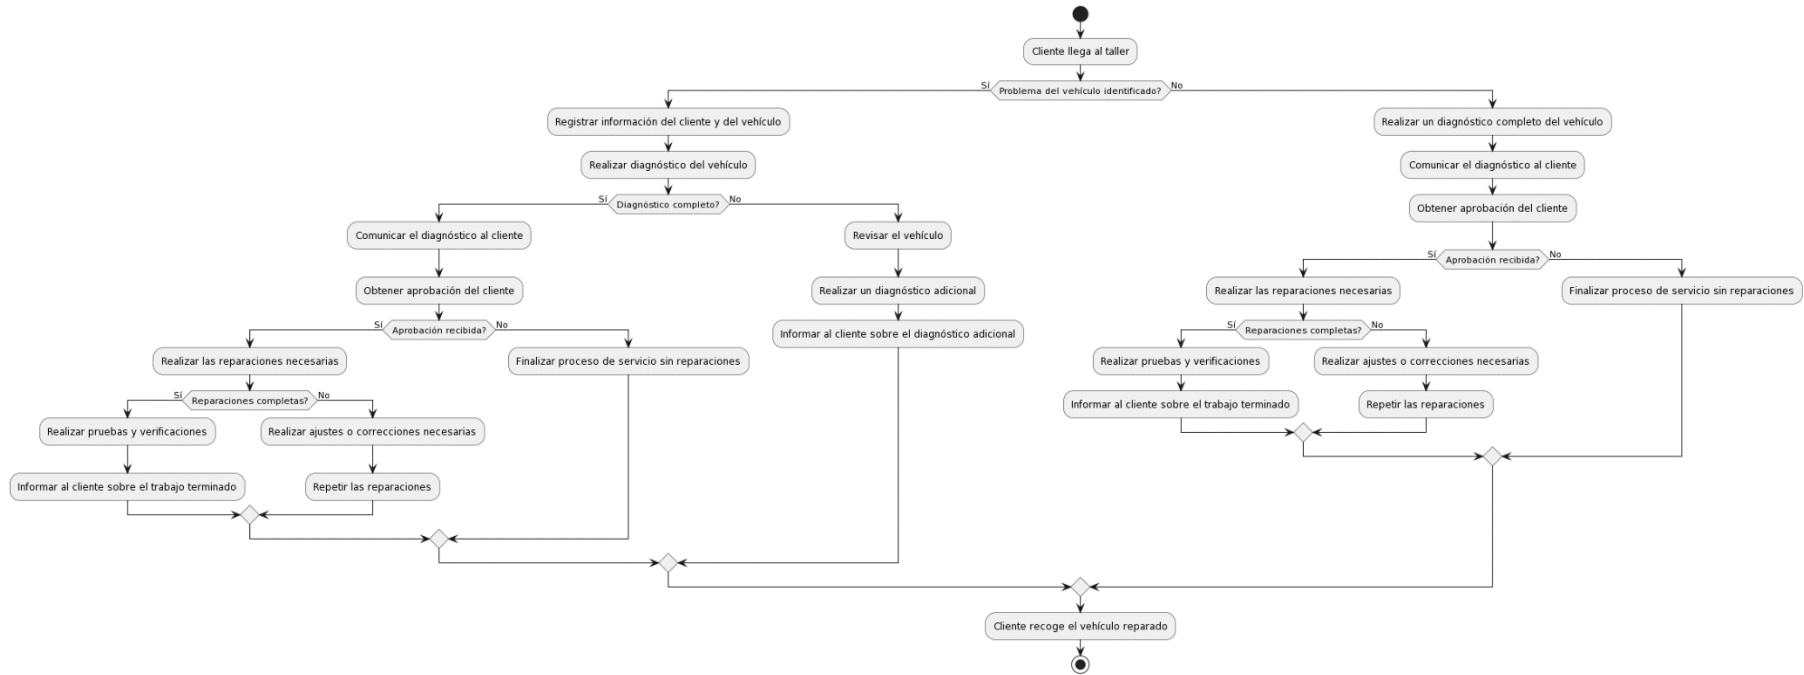 Cliente llega al taller
Sí
Problema del vehículo identificado?
No
Registrar información del cliente y del vehículo
Realizar diagnóstico del vehículo
Sí
Diagnóstico completo?
No
Comunicar el diagnóstico al cliente
Obtener aprobación del cliente
Sí
Aprobación recibida?
No
Realizar las reparaciones necesarias
Sí
Reparaciones completas?
No
Realizar pruebas y verificaciones
Informar al cliente sobre el trabajo terminado
Realizar ajustes o correcciones necesarias
Repetir las reparaciones
Finalizar proceso de servicio sin reparaciones
Revisar el vehículo
Realizar un diagnóstico adicional
Informar al cliente sobre el diagnóstico adicional
Realizar un diagnóstico completo del vehículo
Comunicar el diagnóstico al cliente
Obtener aprobación del cliente
Sí
Aprobación recibida?
No
Realizar las reparaciones necesarias
Sí
Reparaciones completas?
No
Realizar pruebas y verificaciones
Informar al cliente sobre el trabajo terminado
Realizar ajustes o correcciones necesarias
Repetir las reparaciones
Finalizar proceso de servicio sin reparaciones
Cliente recoge el vehículo reparado